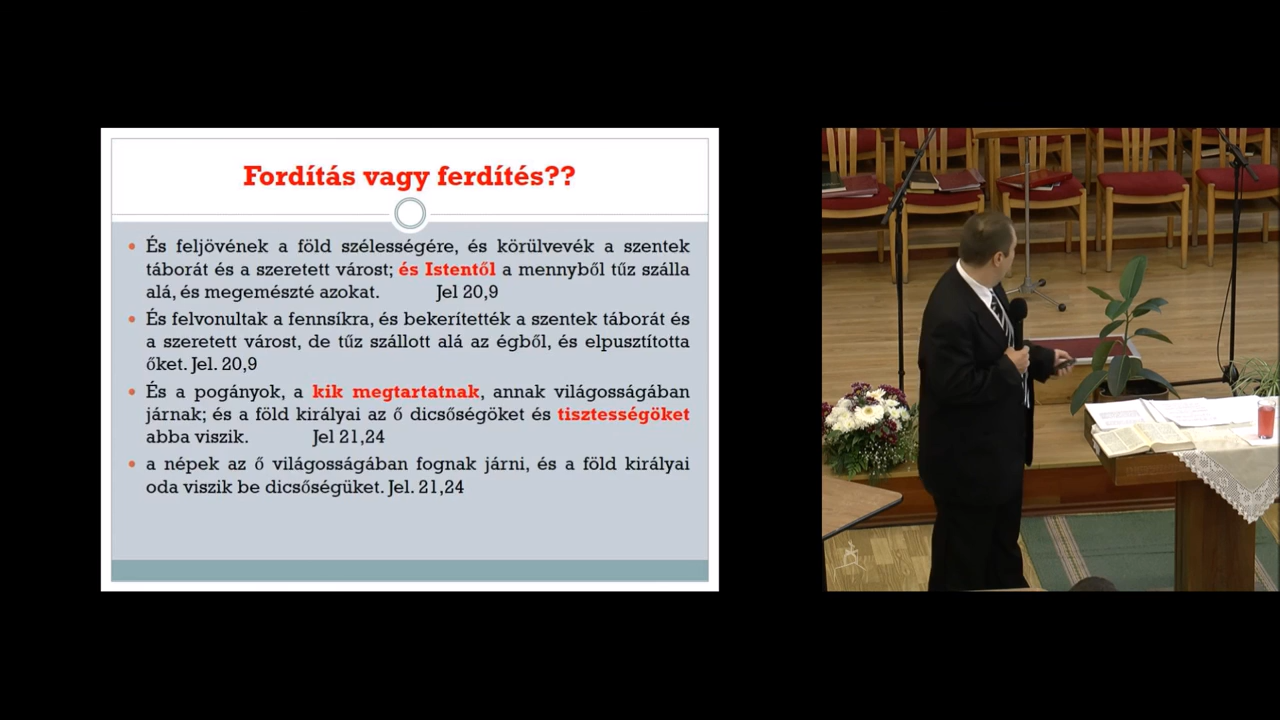 Fordítás vagy ferdítés??
• És feljövének a föld szélességére, és körülvevék a szentek
táborát és a szeretett várost; és Istentől a mennyből tűz szálla
alá, és megemészté azokat. Jel 20,9
• És felvonultak a fennsíkra, és bekerítették a szentek táborát és
a szeretett várost, de tűz szállott alá az égből, és elpusztította
őket. Jel. 20,9
• És a pogányok, a kik megtartatnak, annak világosságában
járnak; és a föld királyai az ő dicsőségöket és tisztességöket
abba viszik. Jel 21,24
• a népek az ő világosságában fognak járni, és a föld királyai
oda viszik be dicsőségüket. Jel. 21,24